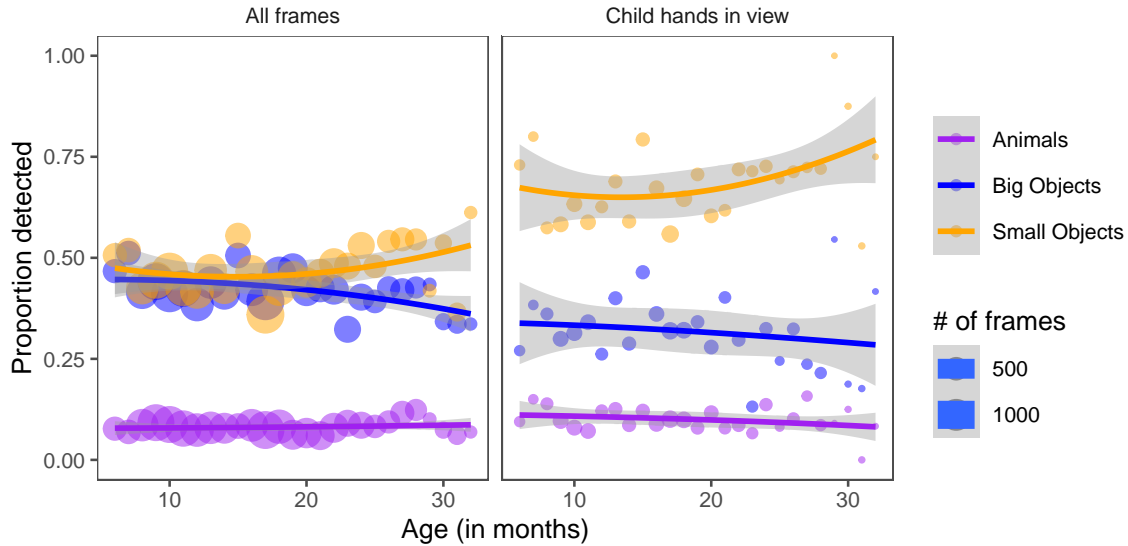 All frames
Child hands in view
Proportion detected
1.00
0.75
0.50
0.25
0.00
10
20
30
10
20
30
Age (in months)
Animals
Big Objects
Small Objects
# of frames
500
1000